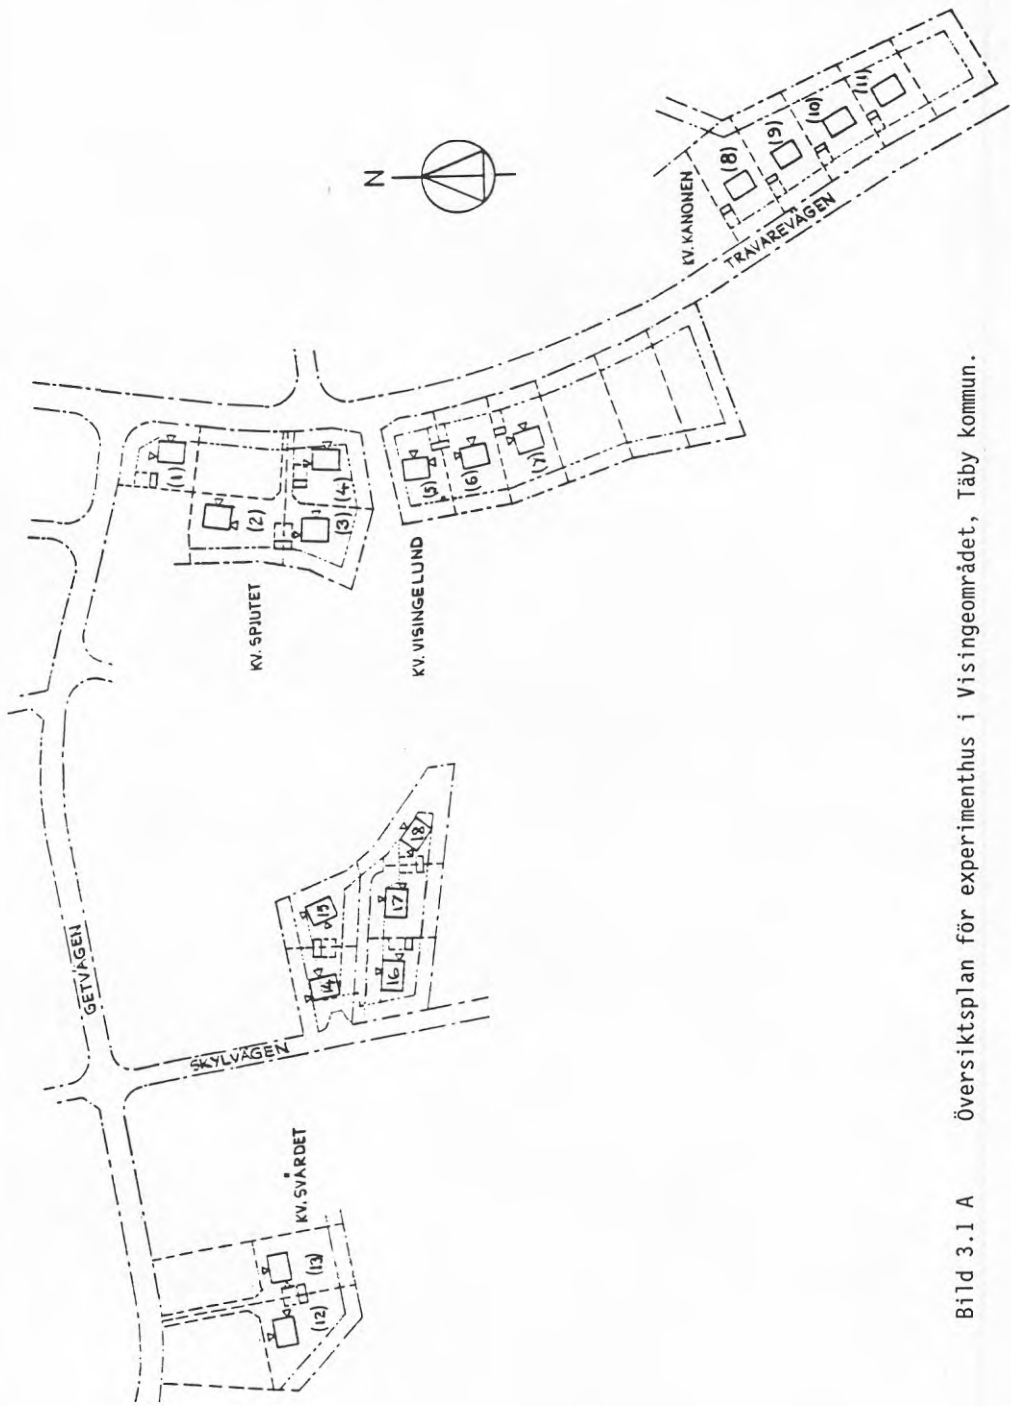 N
GETVÄGEN
SKYLVÄGEN
KV. SVÄRDET
(12)
(13)
14
15
16
17
18
KV. SPJUTET
(1)
(2)
(3)
(4)
KV. VISINGELUND
(5)
(6)
(7)
KV. KANONEN
(8)
(9)
(10)
(11)
TRAVAREVÄGEN
Bild 3.1 A Översiktsplan för experimenthus i Visingeområdet, Täby kommun.